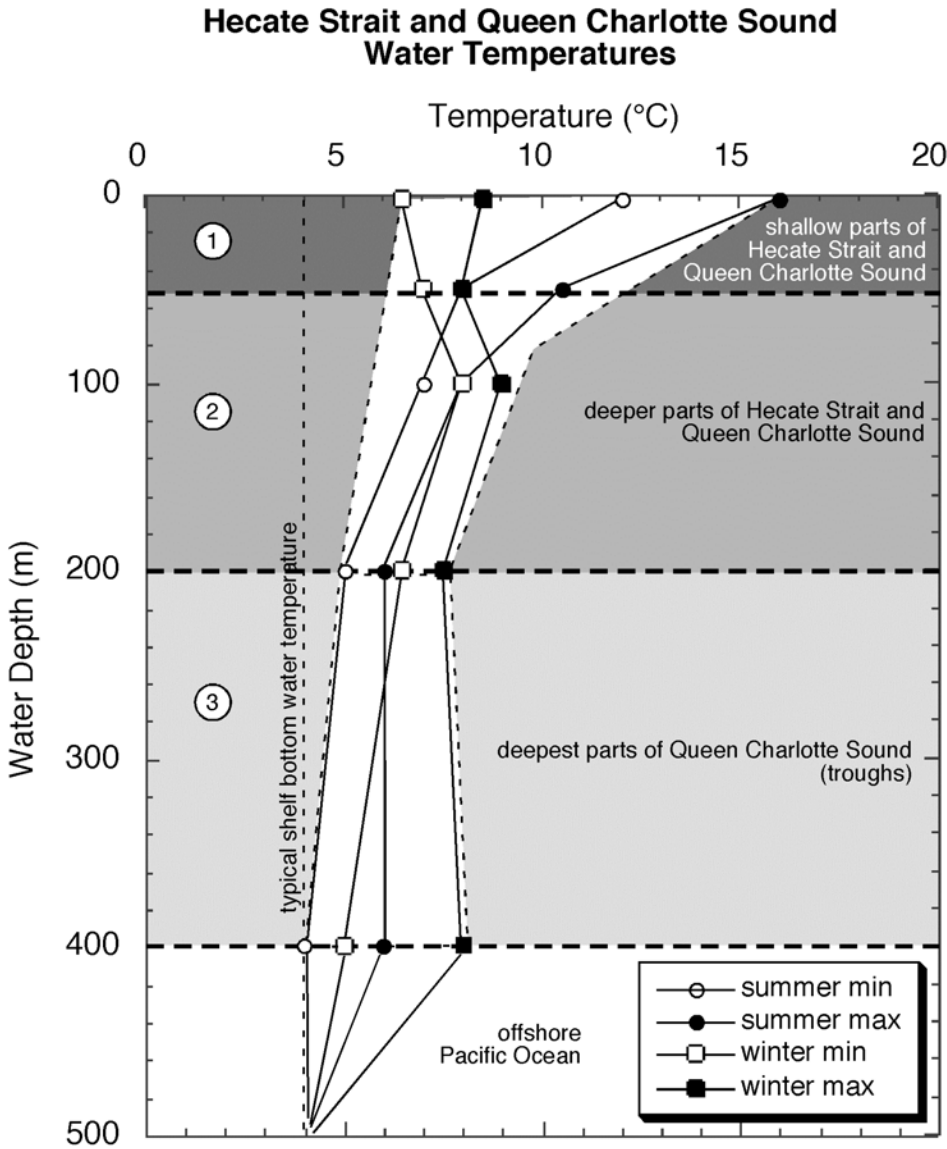 Hecate Strait and Queen Charlotte Sound
Water Temperatures
Temperature (°C)
0 5 10 15 20
0
100
200
300
400
500
Water Depth (m)
1
2
3
shallow parts of
Hecate Strait and
Queen Charlotte Sound
deeper parts of Hecate Strait and
Queen Charlotte Sound
typical shelf bottom water temperature
deepest parts of Queen Charlotte Sound
(troughs)
offshore
Pacific Ocean
summer min
summer max
winter min
winter max